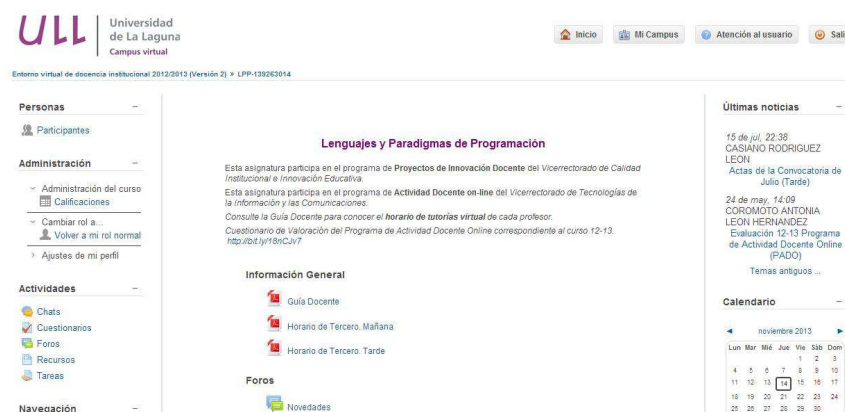 ULL
Universidad
de La Laguna
Campus virtual
Inicio
Mi Campus
Atención al usuario
Sali
Entorno virtual de docencia institucional 2012/2013 (Versión 2) » LPP-139263014
Personas
Participantes
Administración
Administración del curso
Calificaciones
Cambiar rol a...
Volver a mi rol normal
Ajustes de mi perfil
Actividades
Chats
Cuestionarios
Foros
Recursos
Tareas
Navegación
Lenguajes y Paradigmas de Programación
Esta asignatura participa en el programa de Proyectos de Innovación Docente del Vicerrectorado de Calidad
Institucional e Innovación Educativa.
Esta asignatura participa en el programa de Actividad Docente on-line del Vicerrectorado de Tecnologías de
la Información y las Comunicaciones.
Consulte la Guía Docente para conocer el horario de tutorías virtual de cada profesor.
Cuestionario de Valoración del Programa de Actividad Docente Online correspondiente al curso 12-13.
http://bit.ly/18nCJv7
Información General
Guía Docente
Horario de Tercero. Mañana
Horario de Tercero. Tarde
Foros
Novedades
Últimas noticias
15 de jul, 22:38
CASIANO RODRIGUEZ
LEON
Actas de la Convocatoria de
Julio (Tarde)
24 de may, 14:09
COROMOTO ANTONIA
LEON HERNANDEZ
Evaluación 12-13 Programa
de Actividad Docente Online
(PADO)
Temas antiguos ...
Calendario
noviembre 2013
Lun Mar Mié Jue Vie Sáb Dom
1 2 3
4 5 6 7 8 9 10
11 12 13 14 15 16 17
18 19 20 21 22 23 24
25 26 27 28 29 30